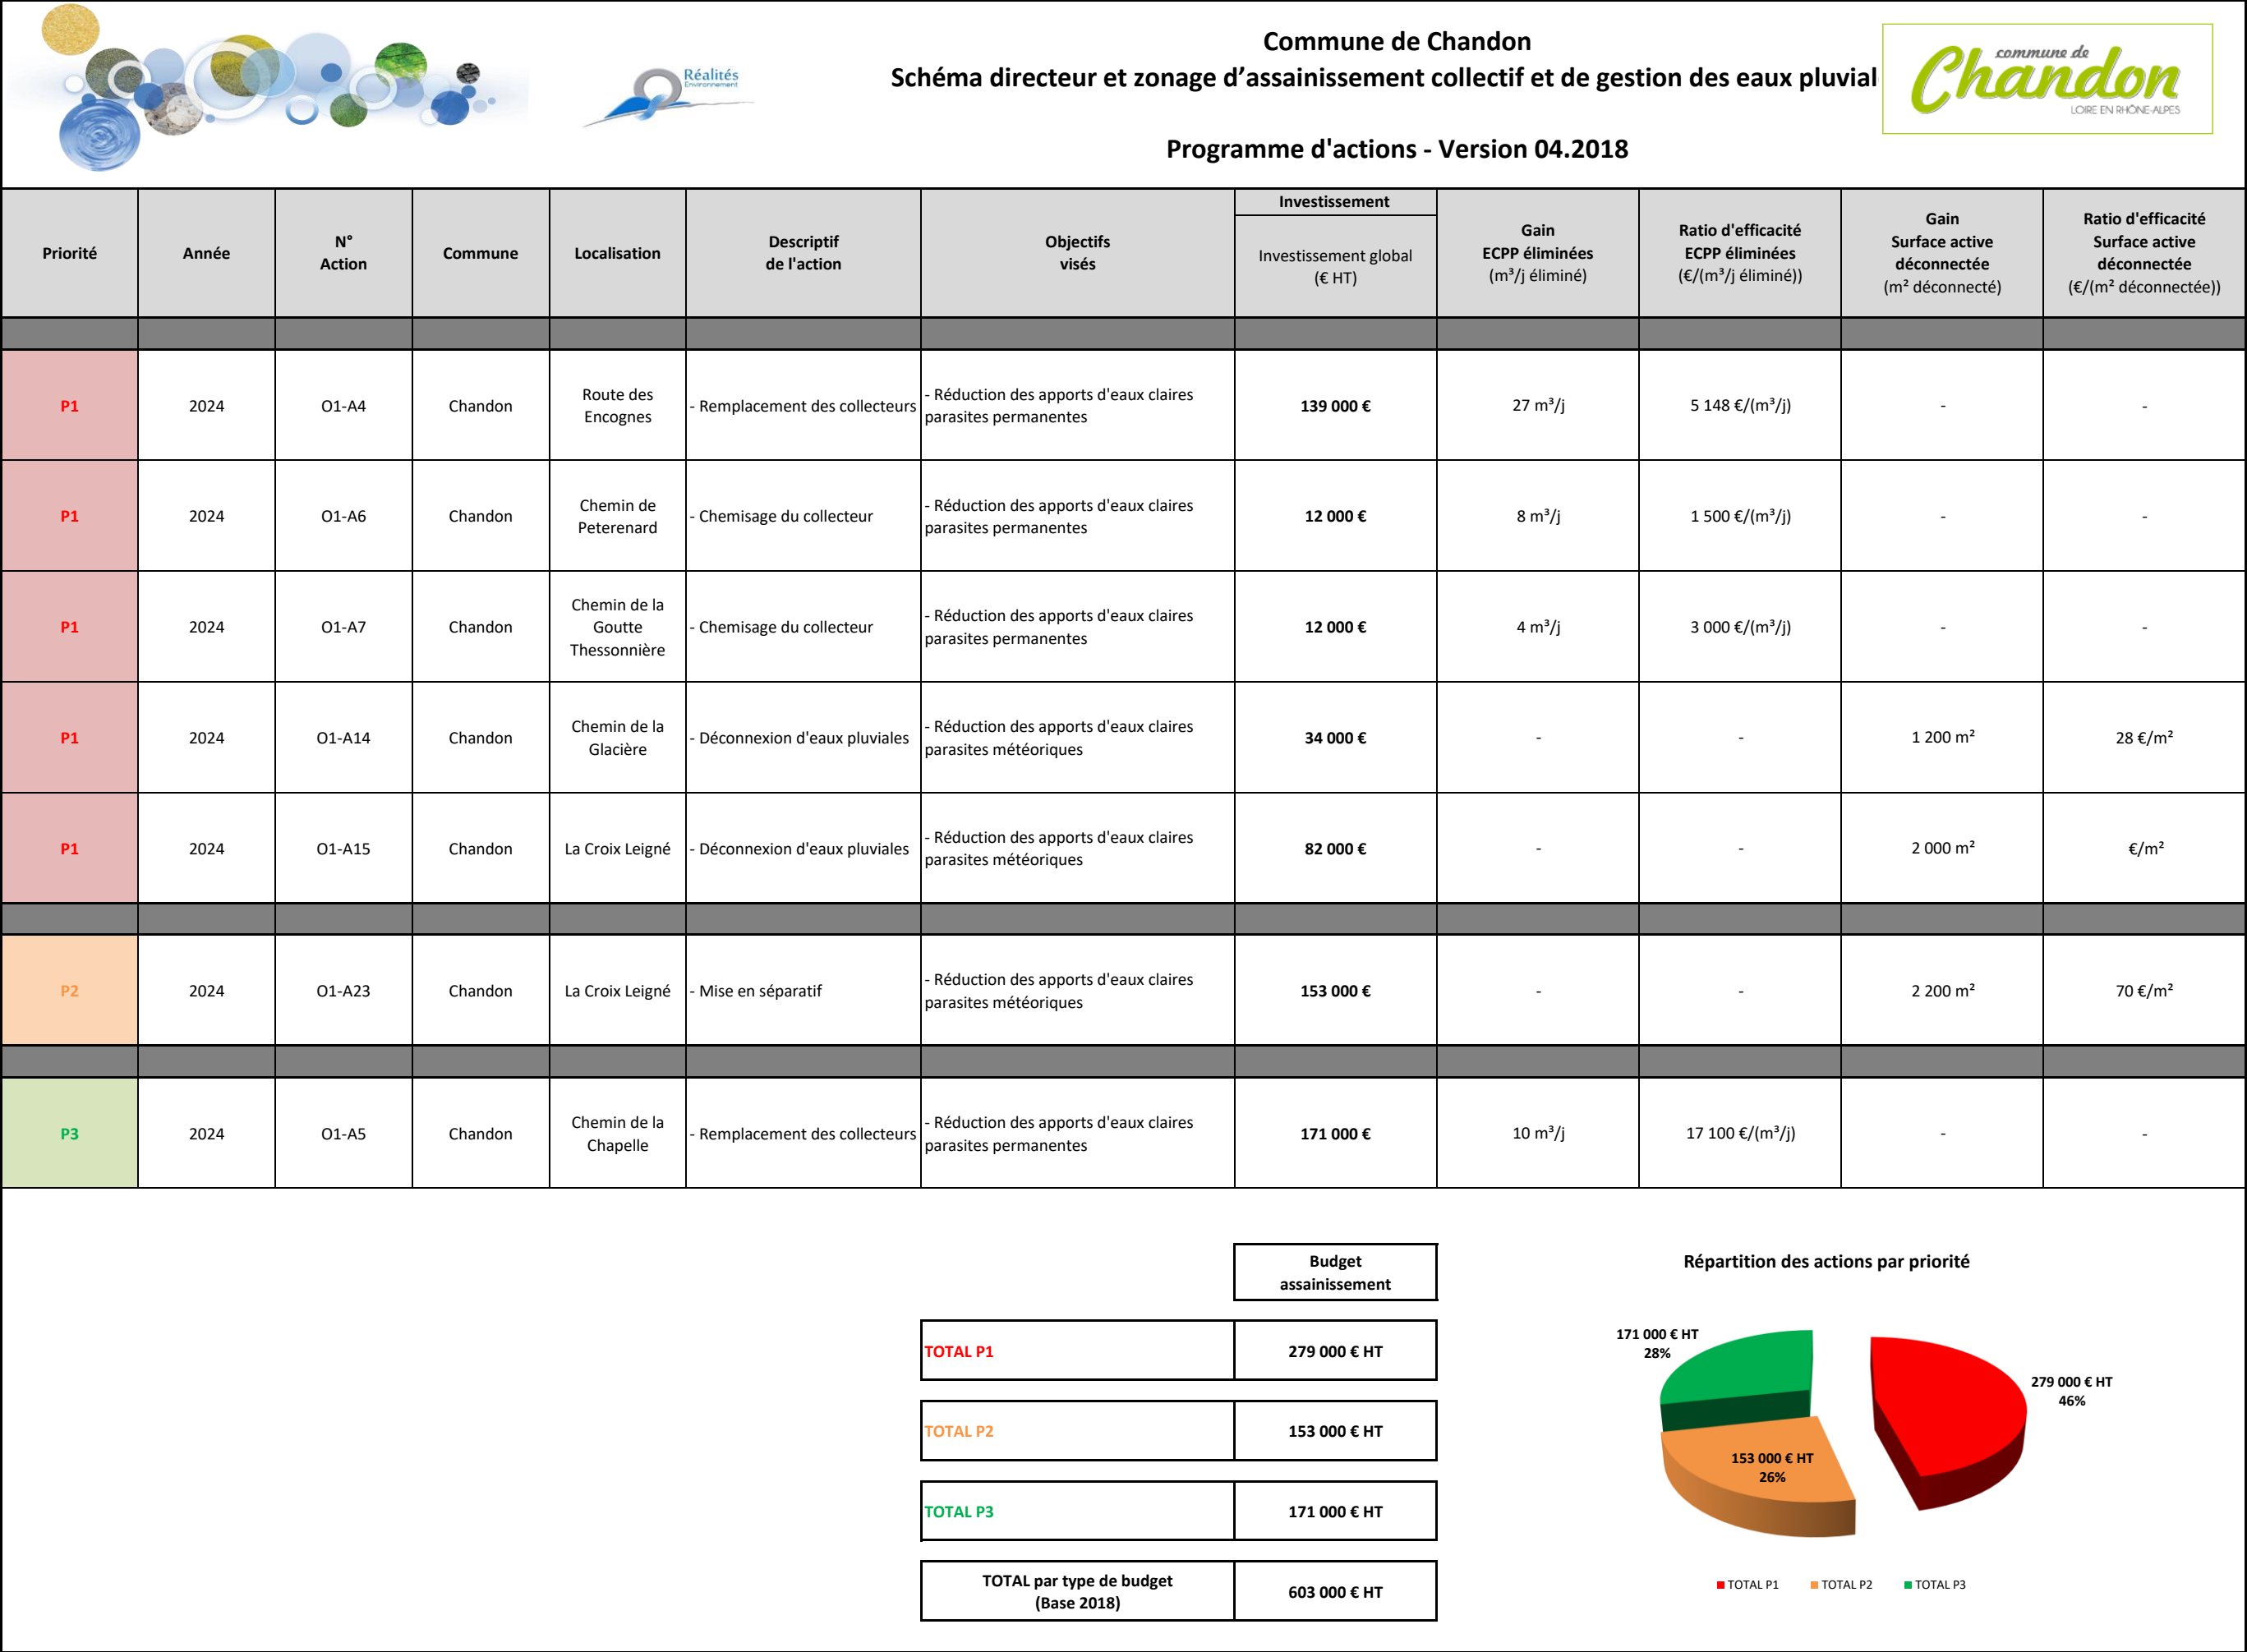 Réalités
Environnement
Commune de Chandon
Schéma directeur et zonage d'assainissement collectif et de gestion des eaux pluvial
Programme d'actions - Version 04.2018
commune de
Chandon
LOIRE EN RHÔNE-ALPES
Priorité
Année
N°
Action
Commune
Localisation
Descriptif
de l'action
Objectifs
visés
Investissement
Investissement global
(€ HT)
Gain
ECPP éliminées
(m³/j éliminé)
Ratio d'efficacité
ECPP éliminées
(€/(m³/j éliminé))
Gain
Surface active
déconnectée
(m² déconnecté)
Ratio d'efficacité
Surface active
déconnectée
(€/(m² déconnectée))
P1
2024
O1-A4
Chandon
Route des
Encognes
- Remplacement des collecteurs
- Réduction des apports d'eaux claires
parasites permanentes
139 000 €
27 m³/j
5 148 €/(m³/j)
-
-
P1
2024
O1-A6
Chandon
Chemin de
Peterenard
- Chemisage du collecteur
- Réduction des apports d'eaux claires
parasites permanentes
12 000 €
8 m³/j
1 500 €/(m³/j)
-
-
P1
2024
O1-A7
Chandon
Chemin de la
Goutte
Thessonnière
- Chemisage du collecteur
- Réduction des apports d'eaux claires
parasites permanentes
12 000 €
4 m³/j
3 000 €/(m³/j)
-
-
P1
2024
O1-A14
Chandon
Chemin de la
Glacière
- Déconnexion d'eaux pluviales
- Réduction des apports d'eaux claires
parasites météoriques
34 000 €
-
-
1 200 m²
28 €/m²
P1
2024
O1-A15
Chandon
La Croix Leigné
- Déconnexion d'eaux pluviales
- Réduction des apports d'eaux claires
parasites météoriques
82 000 €
-
-
2 000 m²
€/m²
P2
2024
O1-A23
Chandon
La Croix Leigné
- Mise en séparatif
- Réduction des apports d'eaux claires
parasites météoriques
153 000 €
-
-
2 200 m²
70 €/m²
P3
2024
O1-A5
Chandon
Chemin de la
Chapelle
- Remplacement des collecteurs
- Réduction des apports d'eaux claires
parasites permanentes
171 000 €
10 m³/j
17 100 €/(m³/j)
-
-
Budget
assainissement
TOTAL P1
279 000 € HT
TOTAL P2
153 000 € HT
TOTAL P3
171 000 € HT
TOTAL par type de budget
(Base 2018)
603 000 € HT
Répartition des actions par priorité
171 000 € HT
28%
279 000 € HT
46%
153 000 € HT
26%
TOTAL P1
TOTAL P2
TOTAL P3